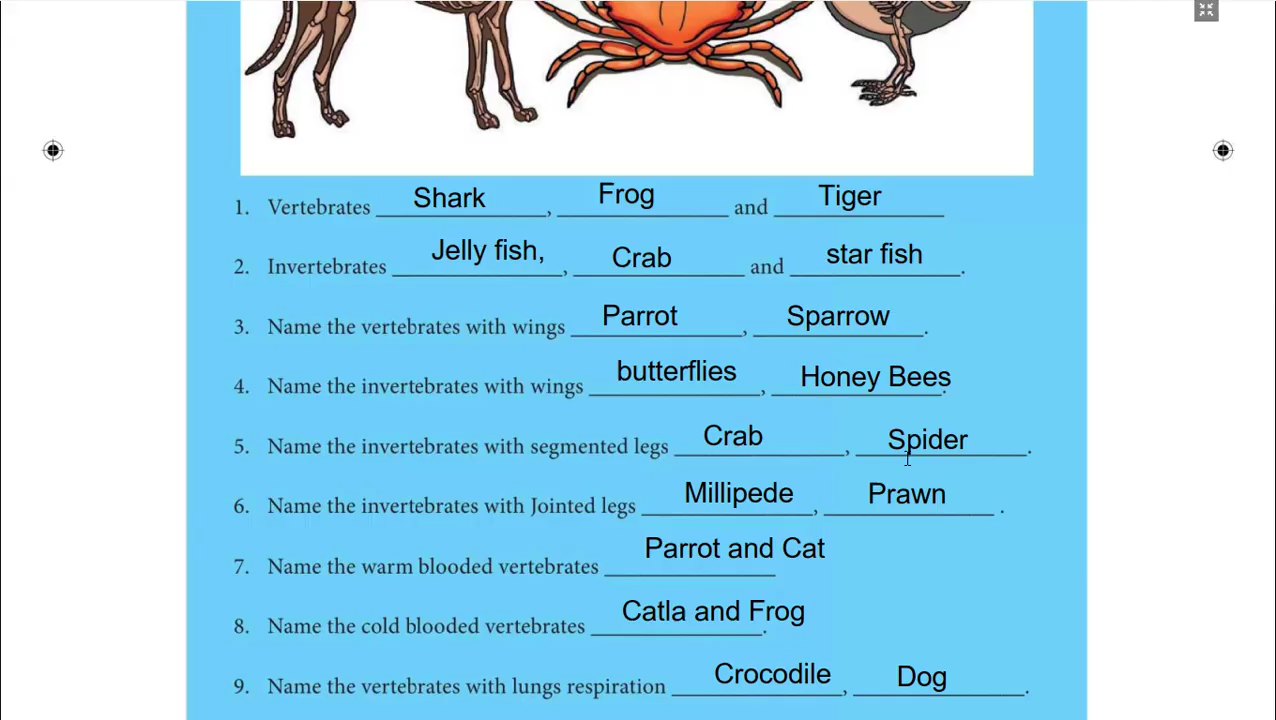 1. Vertebrates Shark, Frog and Tiger
2. Invertebrates Jelly fish,, Crab and star fish.
3. Name the vertebrates with wings Parrot, Sparrow.
4. Name the invertebrates with wings butterflies, Honey Bees.
5. Name the invertebrates with segmented legs Crab, Spider.
6. Name the invertebrates with Jointed legs Millipede, Prawn.
7. Name the warm blooded vertebrates Parrot and Cat
8. Name the cold blooded vertebrates Catla and Frog.
9. Name the vertebrates with lungs respiration Crocodile, Dog.